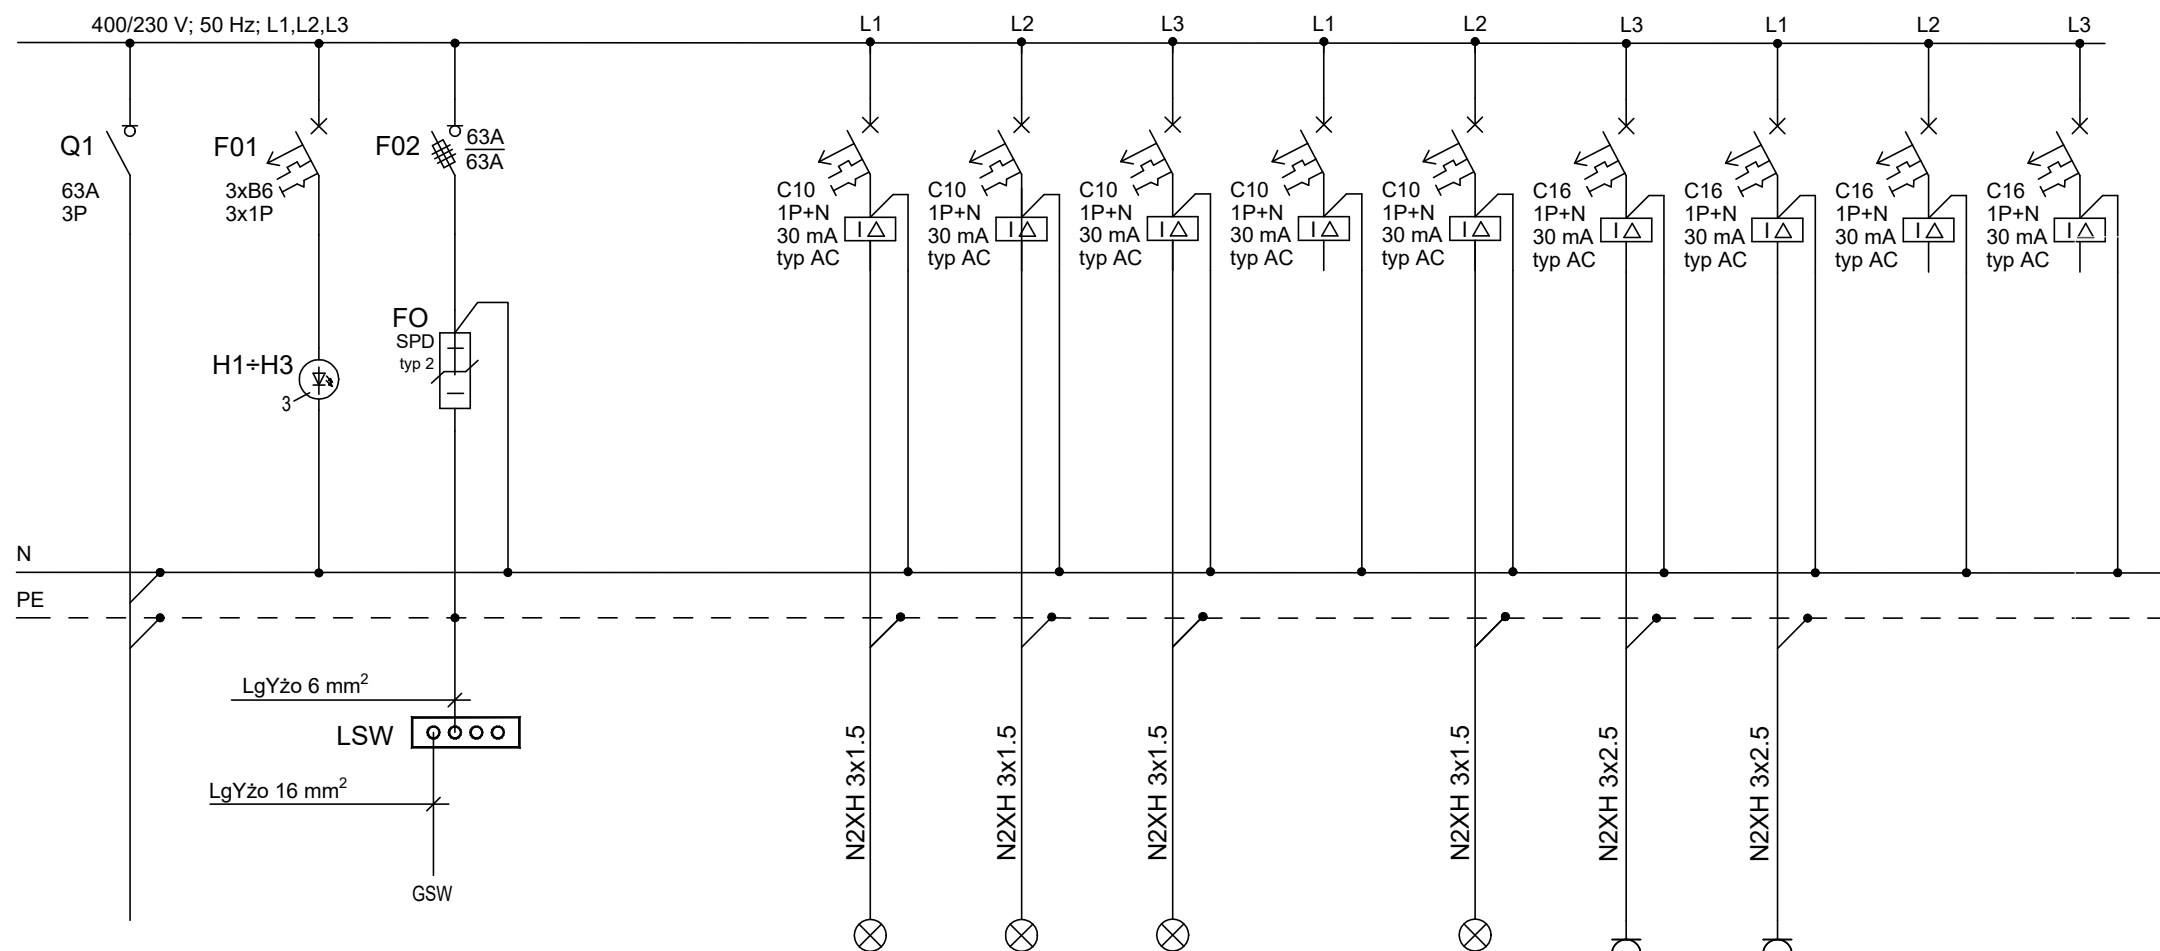 400/230 V; 50 Hz; L1,L2,L3
L1
L2
L3
L1
L2
L3
L1
L2
L3
Q1
63A
3P
F01
3xB6
3x1P
F02
63A
63A
C10
1P+N
30 mA
typ AC
C10
1P+N
30 mA
typ AC
C10
1P+N
30 mA
typ AC
C10
1P+N
30 mA
typ AC
C10
1P+N
30 mA
typ AC
C16
1P+N
30 mA
typ AC
C16
1P+N
30 mA
typ AC
C16
1P+N
30 mA
typ AC
C16
1P+N
30 mA
typ AC
I△
I△
I△
I△
I△
I△
I△
I△
I△
FO
SPD
typ 2
H1÷H3
3
N
PE
LgYżo 6 mm²
LSW
LgYżo 16 mm²
GSW
N2XH 3x1.5
N2XH 3x1.5
N2XH 3x1.5
N2XH 3x1.5
N2XH 3x2.5
N2XH 3x2.5